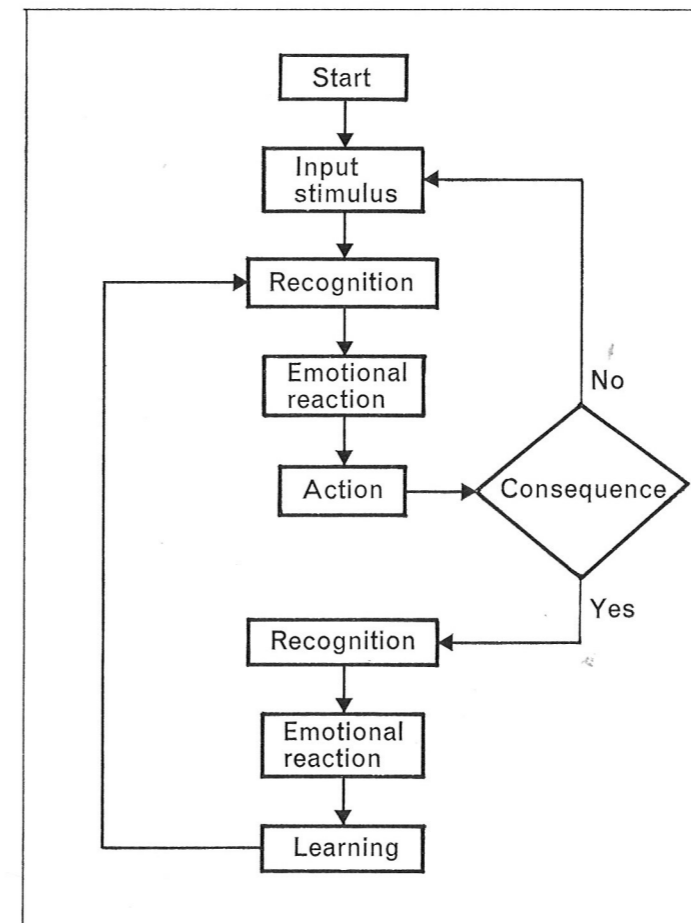 Start
Input
stimulus
Recognition
Emotional
reaction
Action
Consequence
No
Yes
Recognition
Emotional
reaction
Learning